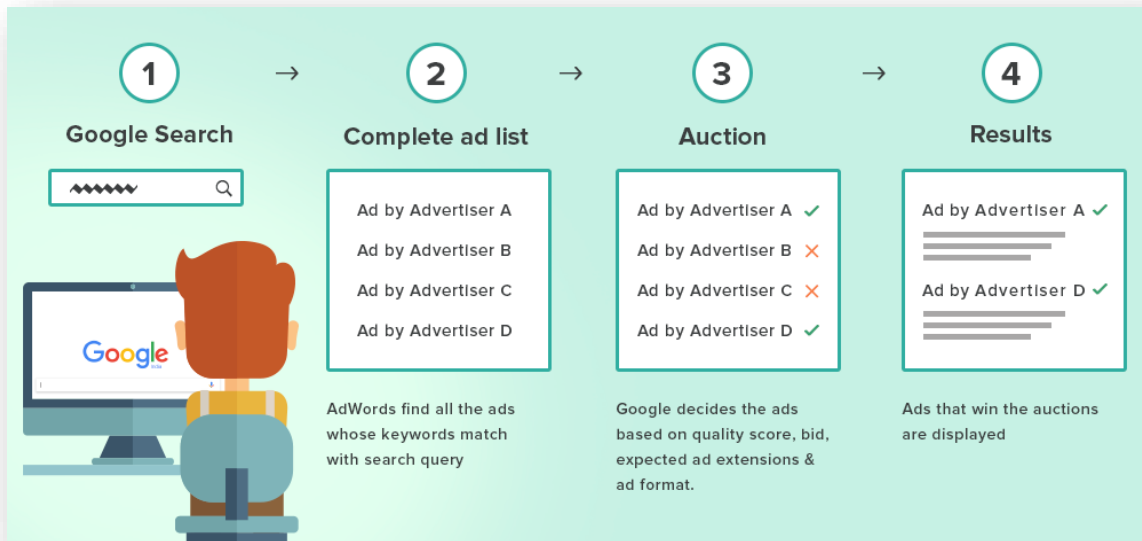 1
→
2
→
3
→
4
Google Search
Complete ad list
Auction
Results
Ad by Advertiser A
Ad by Advertiser B
Ad by Advertiser C
Ad by Advertiser D
Ad by Advertiser A ✓
Ad by Advertiser B ✕
Ad by Advertiser C ✕
Ad by Advertiser D ✓
Ad by Advertiser A ✓
Ad by Advertiser D ✓
Google
India
AdWords find all the ads
whose keywords match
with search query
Google decides the ads
based on quality score, bid,
expected ad extensions &
ad format.
Ads that win the auctions
are displayed